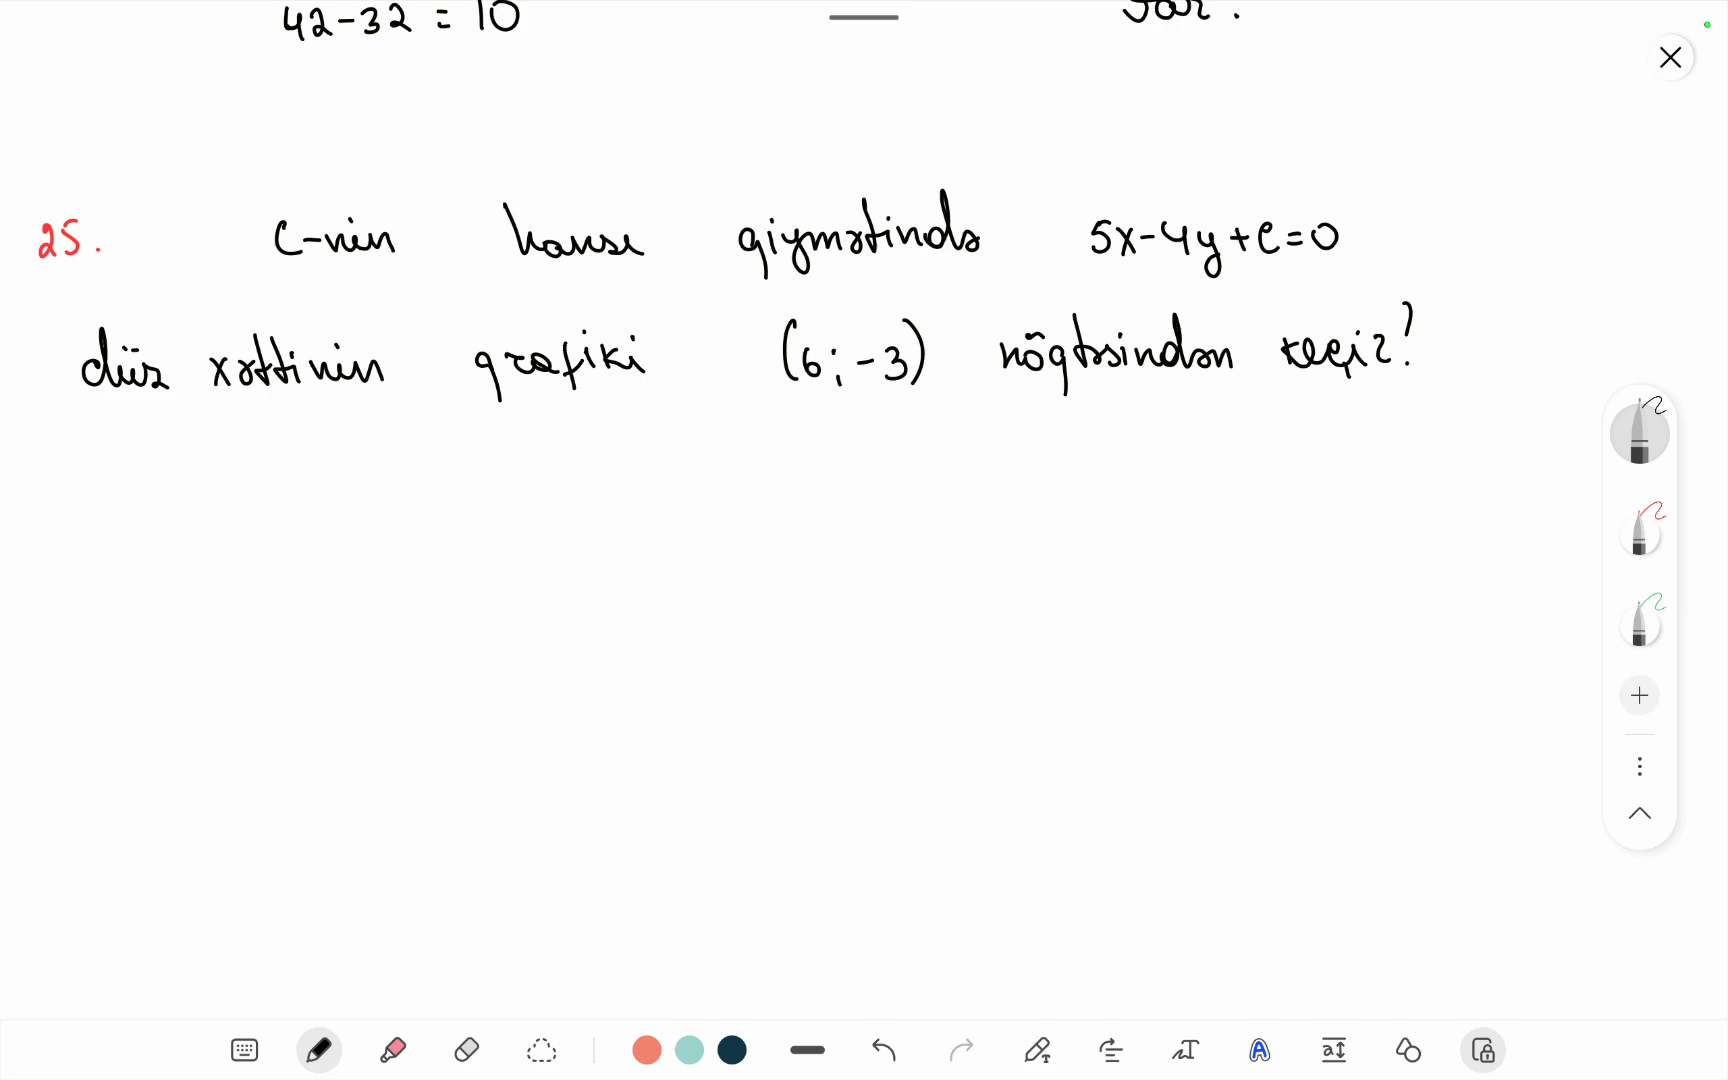 42-32 = 10
25. C-nin hansı qiymətində 5x-4y+c=0
düz xəttinin qrafiki (6;-3) nöqtəsindən keçir?